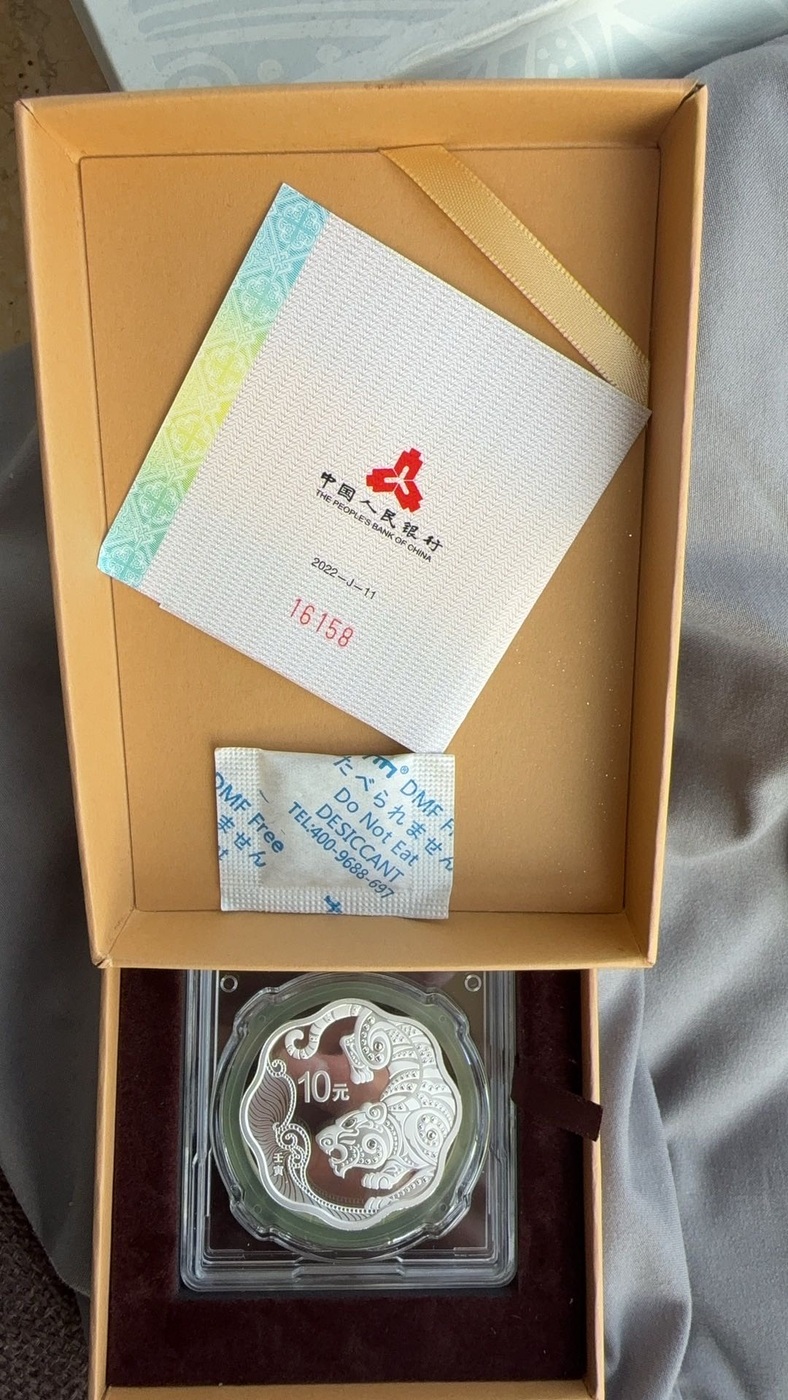 中国人民银行
THE PEOPLE'S BANK OF CHINA
2022-J-11
16158
DMF Free
ません
たべられません
DMF
Do Not Eat
DESICCANT
TEL:400-9688-697
10元
壬寅